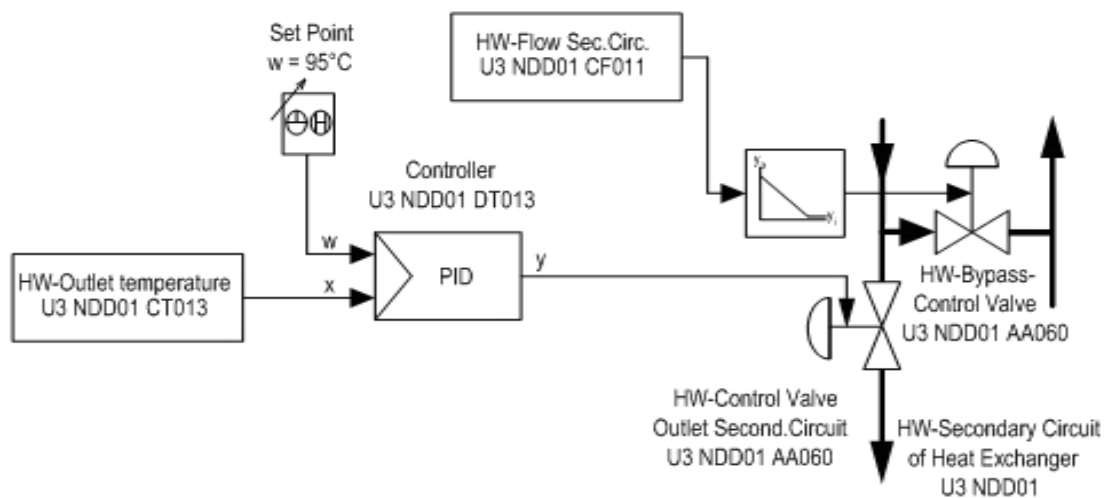 Set Point
w = 95°C
HW-Flow Sec.Circ.
U3 NDD01 CF011
Controller
U3 NDD01 DT013
w
x
PID
y
HW-Outlet temperature
U3 NDD01 CT013
HW-Bypass-
Control Valve
U3 NDD01 AA060
HW-Control Valve
Outlet Second.Circuit
U3 NDD01 AA060
HW-Secondary Circuit
of Heat Exchanger
U3 NDD01